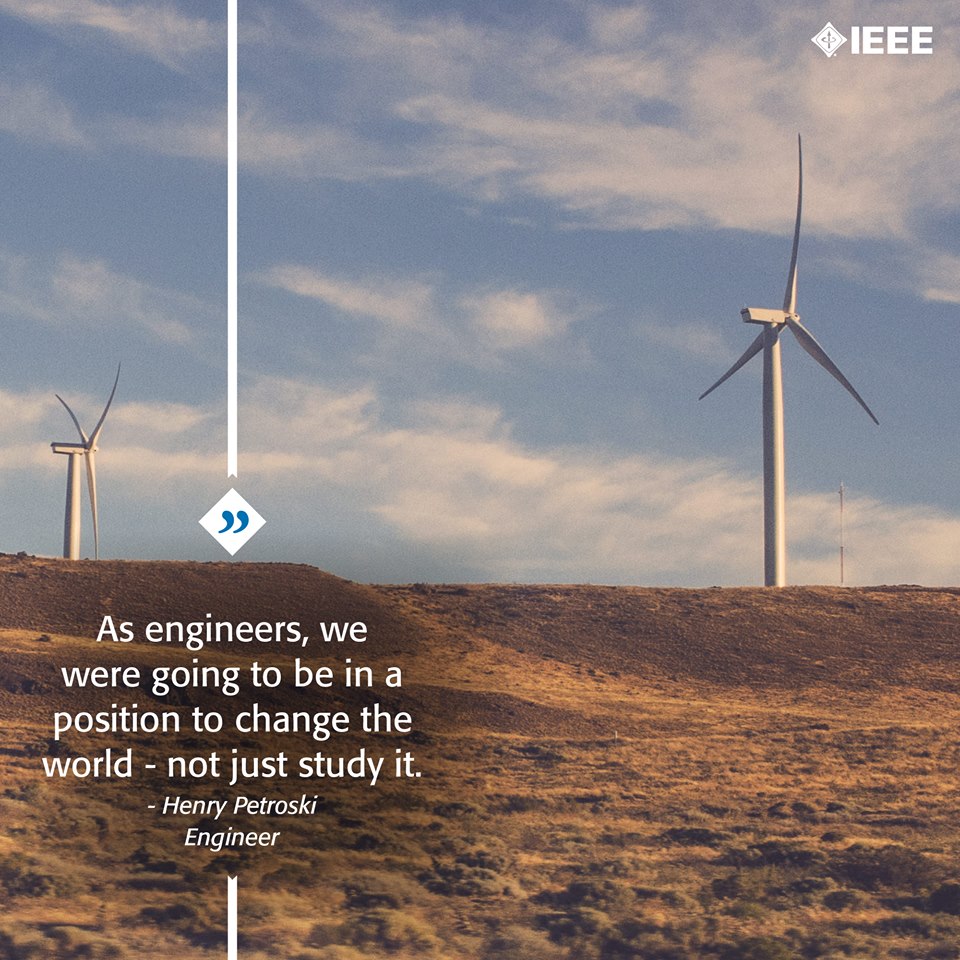 IEEE
”
As engineers, we
were going to be in a
position to change the
world - not just study it.
- Henry Petroski
Engineer